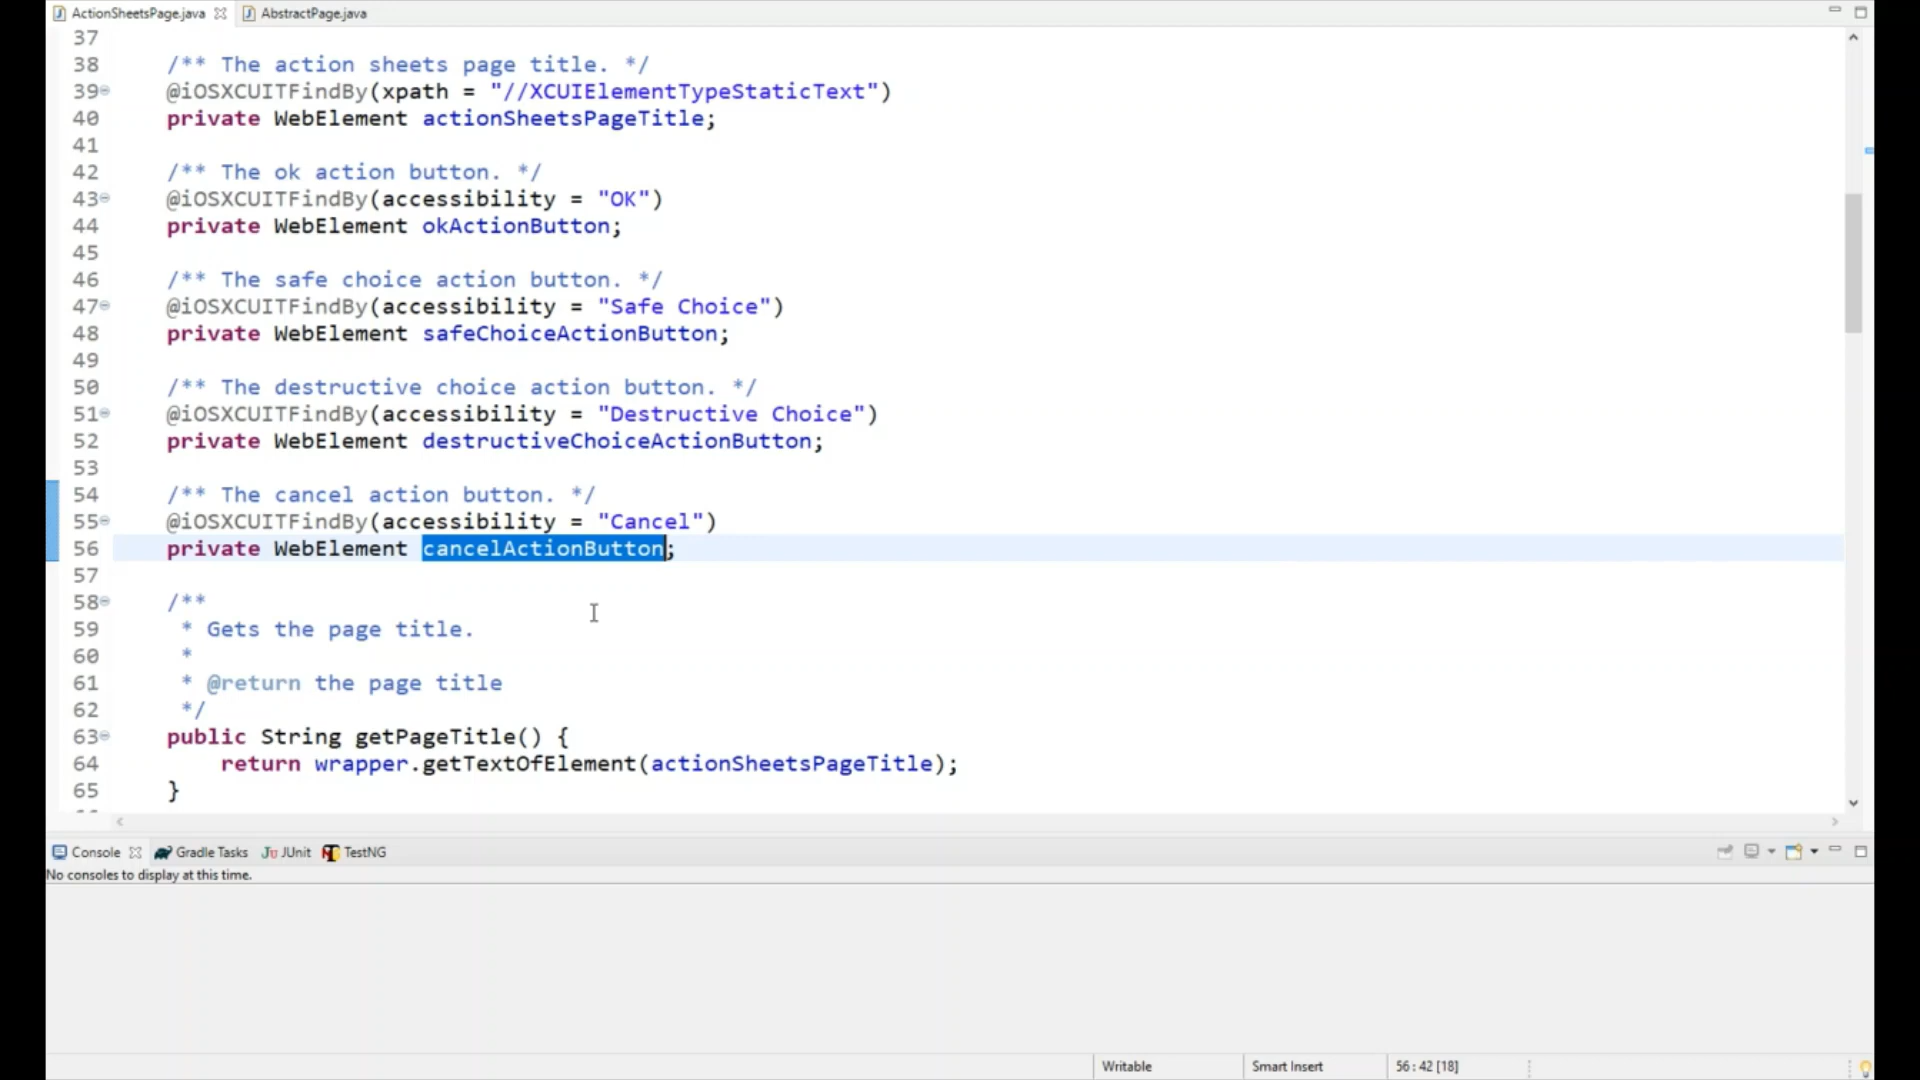 ActionSheetsPage.java AbstractPage.java
37
38 /** The action sheets page title. */
39 @iOSXCUITFindBy(xpath = "//XCUIElementTypeStaticText")
40 private WebElement actionSheetsPageTitle;
41
42 /** The ok action button. */
43 @iOSXCUITFindBy(accessibility = "OK")
44 private WebElement okActionButton;
45
46 /** The safe choice action button. */
47 @iOSXCUITFindBy(accessibility = "Safe Choice")
48 private WebElement safeChoiceActionButton;
49
50 /** The destructive choice action button. */
51 @iOSXCUITFindBy(accessibility = "Destructive Choice")
52 private WebElement destructiveChoiceActionButton;
53
54 /** The cancel action button. */
55 @iOSXCUITFindBy(accessibility = "Cancel")
56 private WebElement cancelActionButton;
57
58 /**
59 * Gets the page title.
60 *
61 * @return the page title
62 */
63 public String getPageTitle() {
64 return wrapper.getTextOfElement(actionSheetsPageTitle);
65 }
Console Gradle Tasks JUnit TestNG
No consoles to display at this time.
Writable Smart Insert 56 : 42 [18]